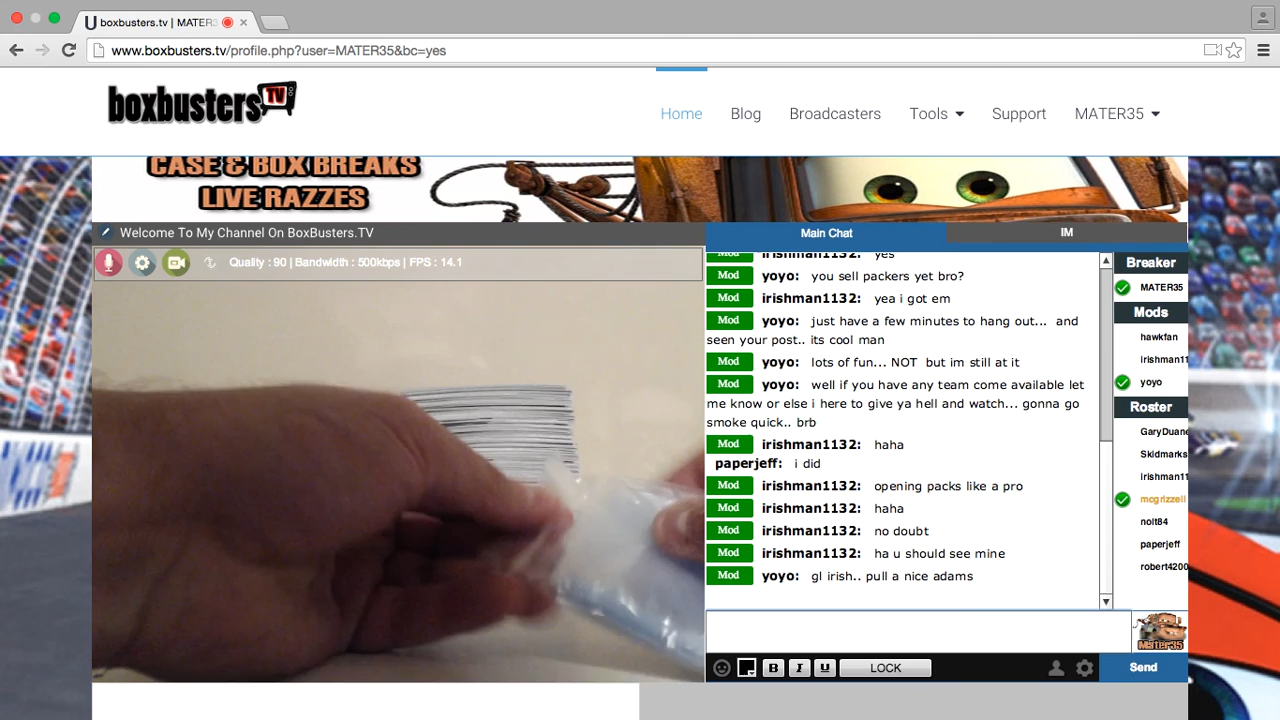 boxbusters.tv | MATER3
www.boxbusters.tv/profile.php?user=MATER35&bc=yes
boxbusters TV
Home Blog Broadcasters Tools Support MATER35
CASE & BOX BREAKS
LIVE RAZZES
Welcome To My Channel On BoxBusters.TV
Main Chat IM
Quality : 90 | Bandwidth : 500kbps | FPS : 14.1
irishman1132: yes
Mod yoyo: you sell packers yet bro?
Mod irishman1132: yea i got em
Mod yoyo: just have a few minutes to hang out... and
seen your post.. its cool man
Mod yoyo: lots of fun... NOT but im still at it
Mod yoyo: well if you have any team come available let
me know or else i here to give ya hell and watch... gonna go
smoke quick.. brb
Mod irishman1132: haha
paperjeff: i did
Mod irishman1132: opening packs like a pro
Mod irishman1132: haha
Mod irishman1132: no doubt
Mod irishman1132: ha u should see mine
Mod yoyo: gl irish.. pull a nice adams
Breaker
MATER35
Mods
hawkfan
irishman11
yoyo
Roster
GaryDuane
Skidmarks
irishman1
mcgrizzell
nolt84
paperjeff
robert4200
Mater35
B I U LOCK Send